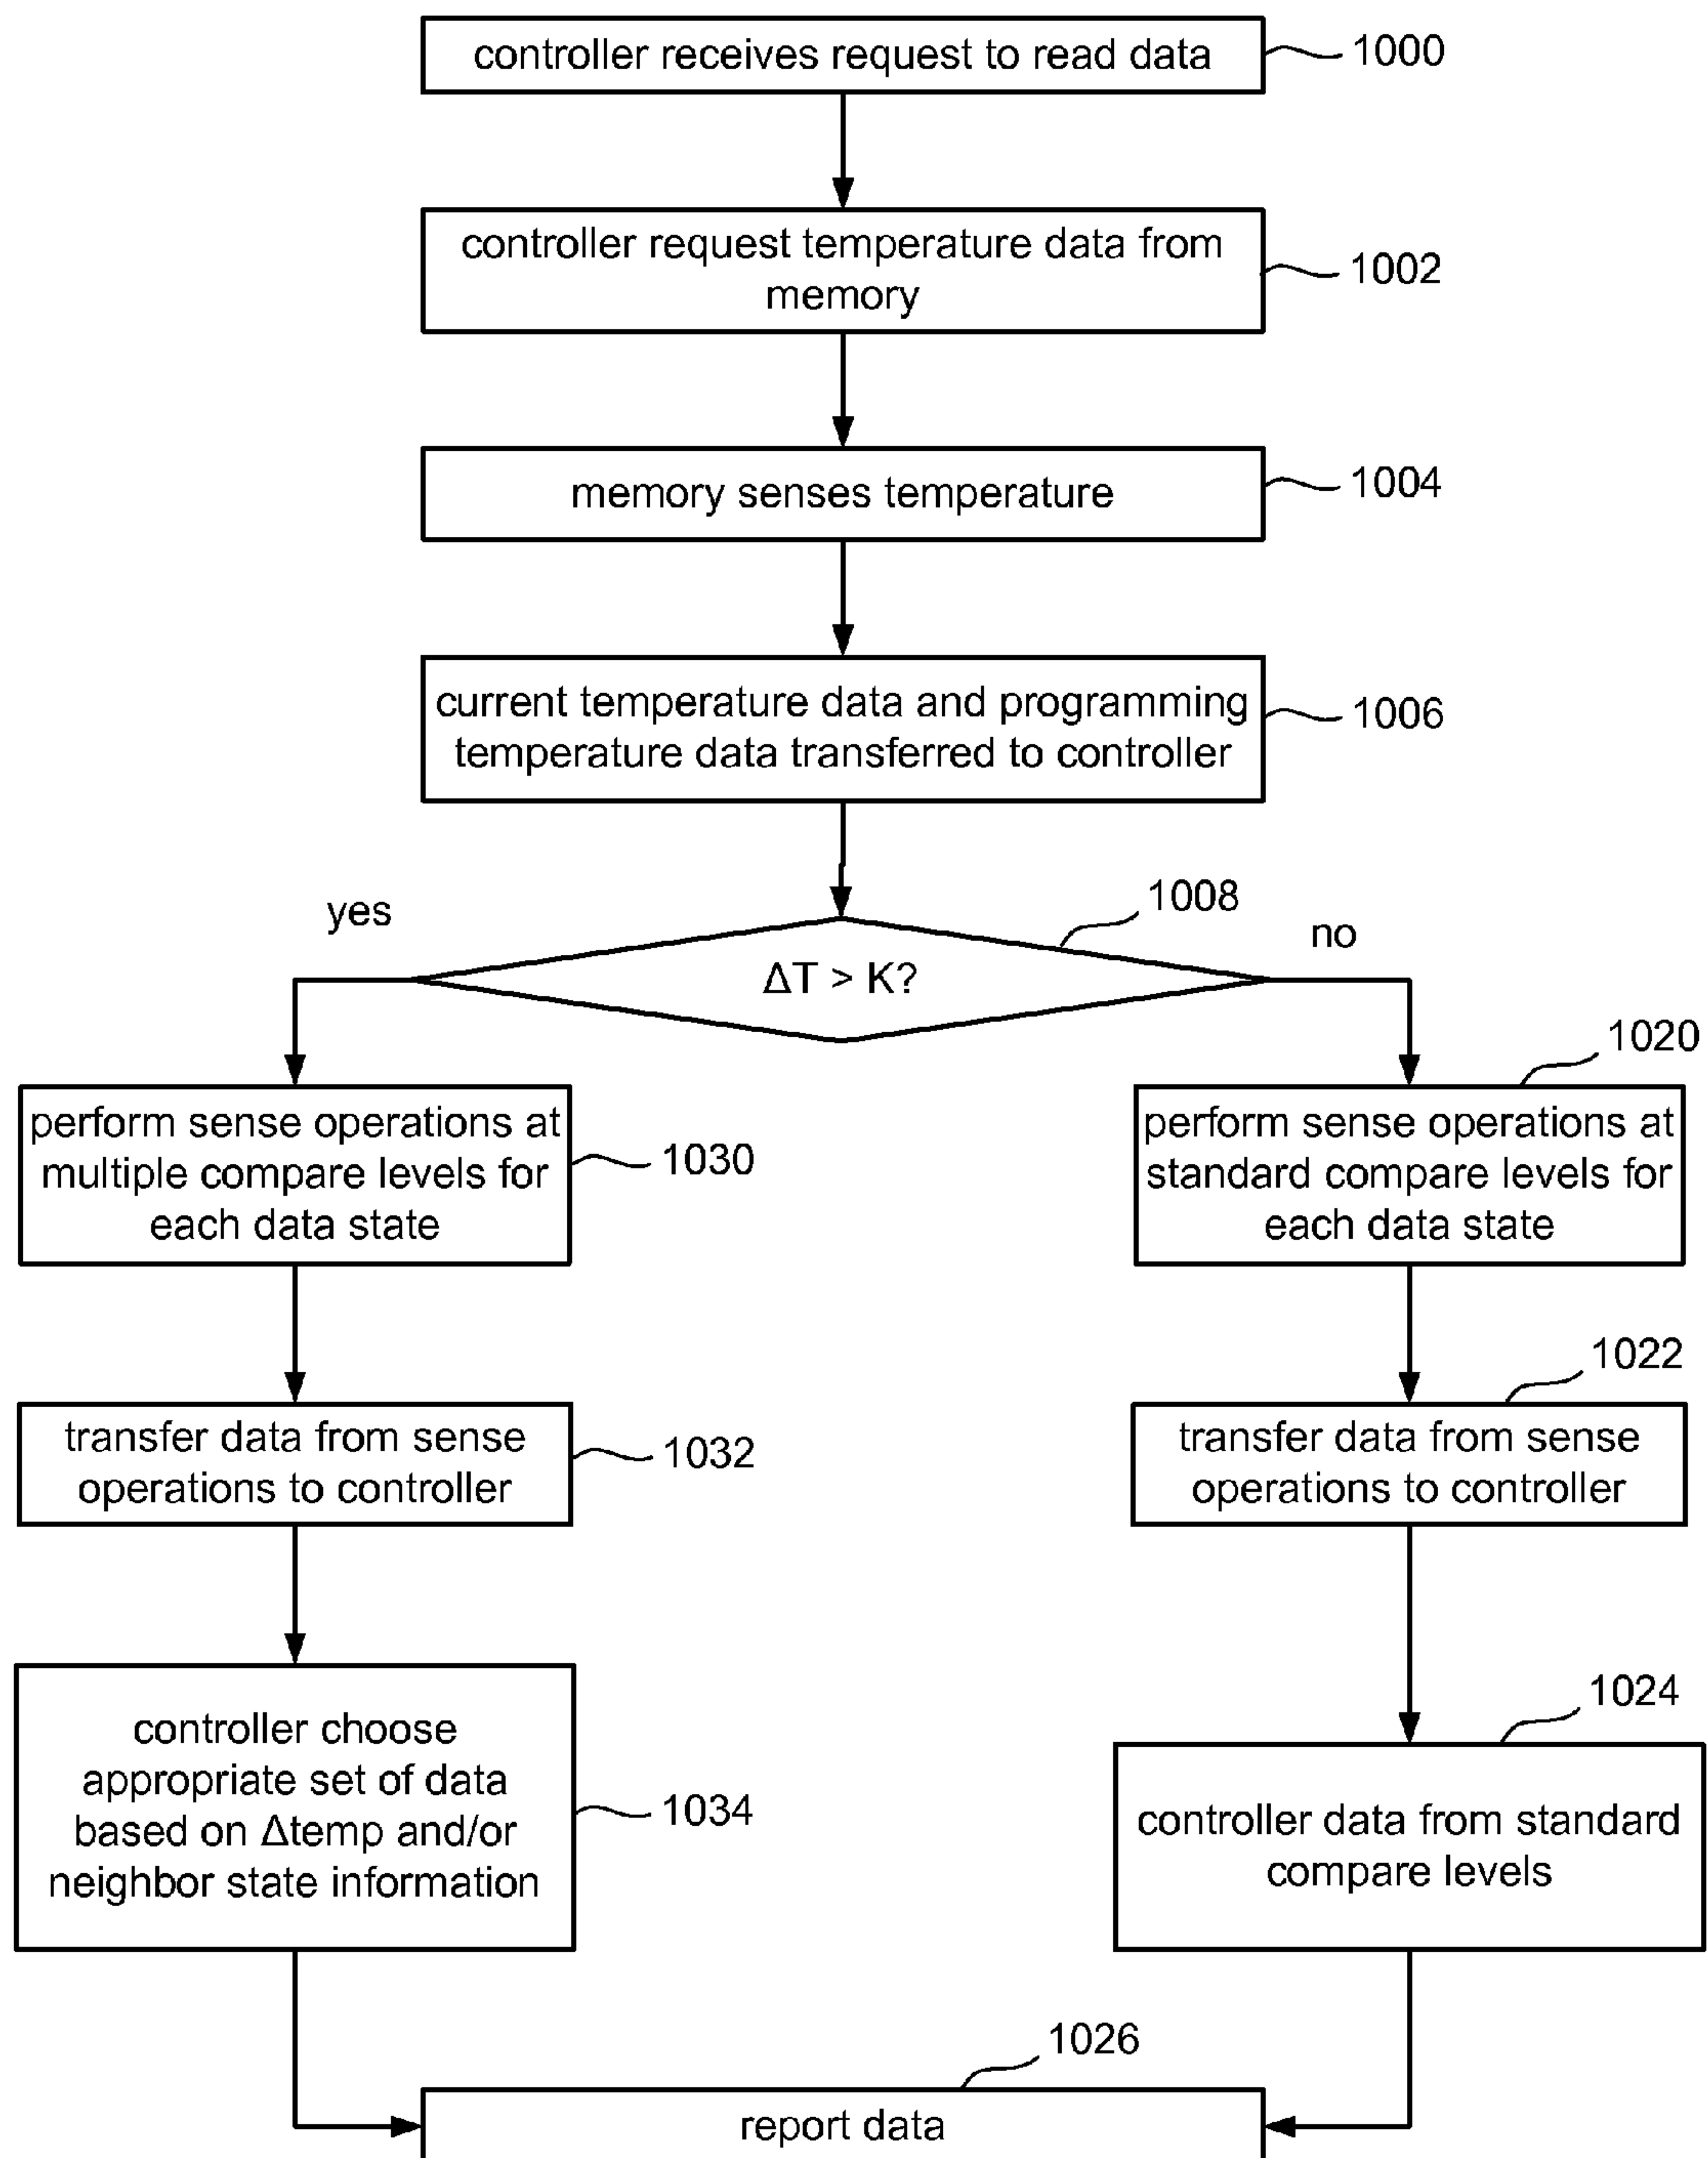 controller receives request to read data
1000
controller request temperature data from
memory
1002
memory senses temperature
1004
current temperature data and programming
temperature data transferred to controller
1006
1008
yes
no
ΔT > K?
1020
perform sense operations at
multiple compare levels for
each data state
1030
perform sense operations at
standard compare levels for
each data state
1022
transfer data from sense
operations to controller
1032
transfer data from sense
operations to controller
1024
controller choose
appropriate set of data
based on Δtemp and/or
neighbor state information
1034
controller data from standard
compare levels
1026
report data